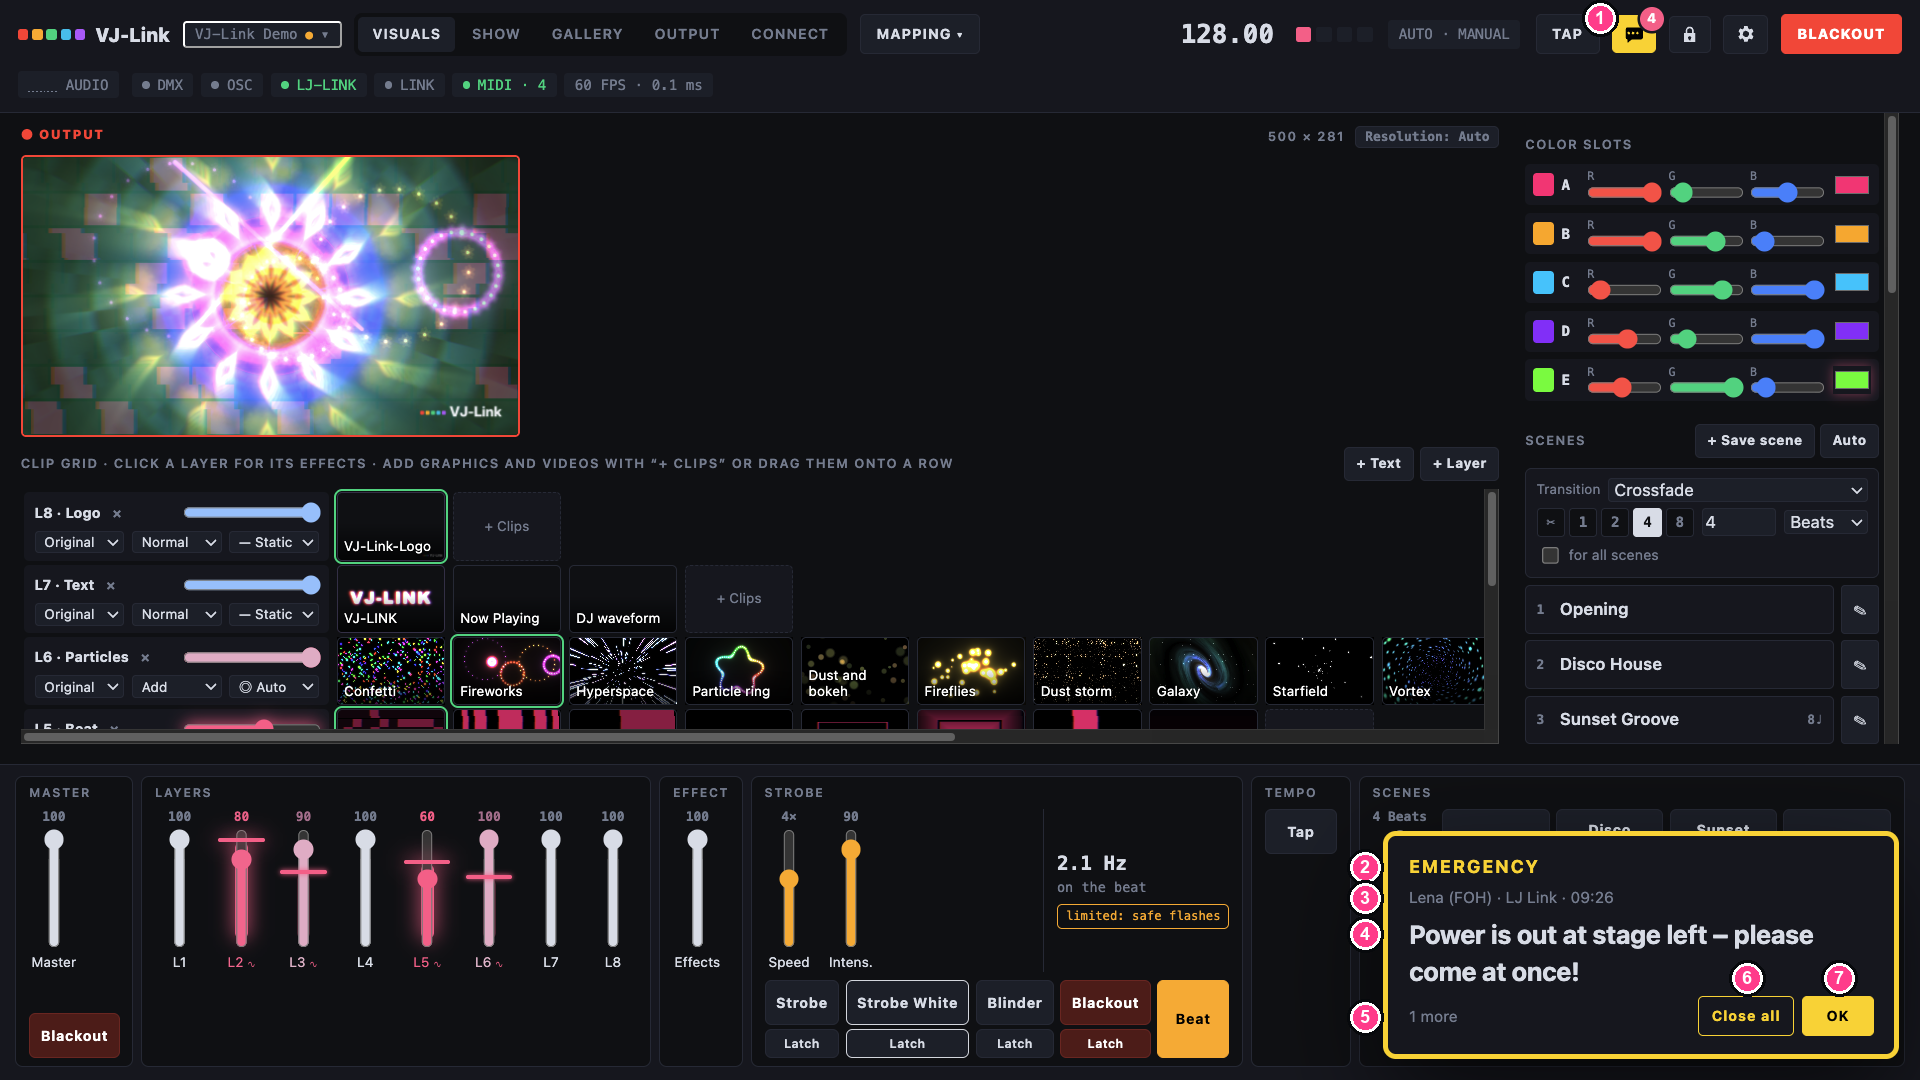 VJ-Link
VJ-Link Demo
VISUALS
SHOW
GALLERY
OUTPUT
CONNECT
MAPPING
128.00
AUTO · MANUAL
TAP
1
4
BLACKOUT
AUDIO
DMX
OSC
LJ-LINK
LINK
MIDI · 4
60 FPS · 0.1 ms
OUTPUT
500 × 281
Resolution: Auto
VJ-Link
COLOR SLOTS
A R G B
B R G B
C R G B
D R G B
E R G B
CLIP GRID · CLICK A LAYER FOR ITS EFFECTS · ADD GRAPHICS AND VIDEOS WITH “+ CLIPS” OR DRAG THEM ONTO A ROW
+ Text
+ Layer
L8 · Logo ×
Original
Normal
— Static
VJ-Link-Logo
+ Clips
L7 · Text ×
Original
Normal
— Static
VJ-LINK
VJ-LINK
Now Playing
DJ waveform
+ Clips
L6 · Particles ×
Original
Add
◎ Auto
Confetti
Fireworks
Hyperspace
Particle ring
Dust and
bokeh
Fireflies
Dust storm
Galaxy
Starfield
Vortex
L5 · Beat ×
SCENES
+ Save scene
Auto
Transition
Crossfade
1
2
4
8
4
Beats
for all scenes
1 Opening
2 Disco House
3 Sunset Groove 8♩
MASTER
100
Master
Blackout
LAYERS
100 80 90 100 60 100 100 100
L1 L2 ∿ L3 ∿ L4 L5 ∿ L6 ∿ L7 L8
EFFECT
100
Effects
STROBE
4× 90
Speed Intens.
2.1 Hz
on the beat
limited: safe flashes
Strobe
Strobe White
Blinder
Blackout
Beat
Latch
Latch
Latch
Latch
TEMPO
Tap
SCENES
4 Beats
Disco
Sunset
2
EMERGENCY
3
Lena (FOH) · LJ Link · 09:26
4
Power is out at stage left – please
come at once!
5
1 more
6
Close all
7
OK